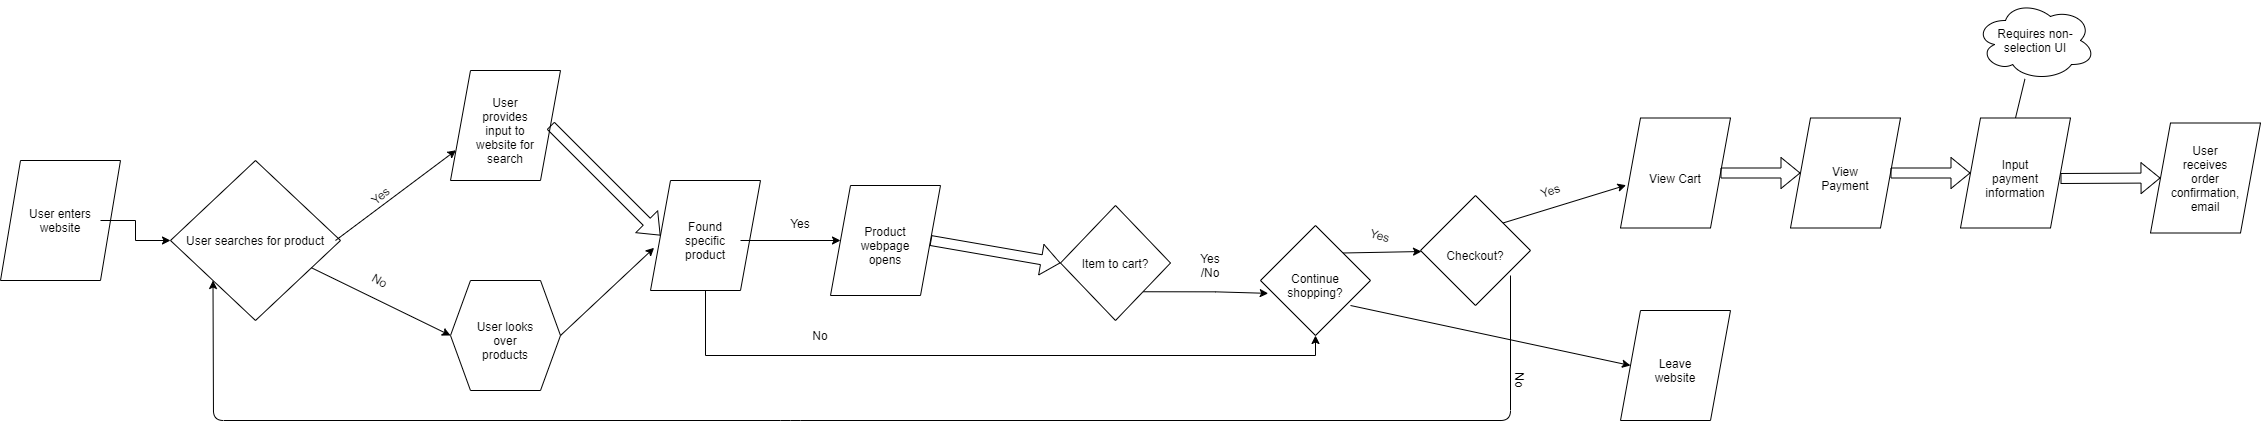 User enters
website
User searches for product
Yes
No
User
provides
input to
website for
search
User looks
over
products
Found
specific
product
Yes
No
Product
webpage
opens
Item to cart?
Yes
/No
Continue
shopping?
Yes
Checkout?
Yes
No
Leave
website
View Cart
View
Payment
Requires non-
selection UI
Input
payment
information
User
receives
order
confirmation,
email